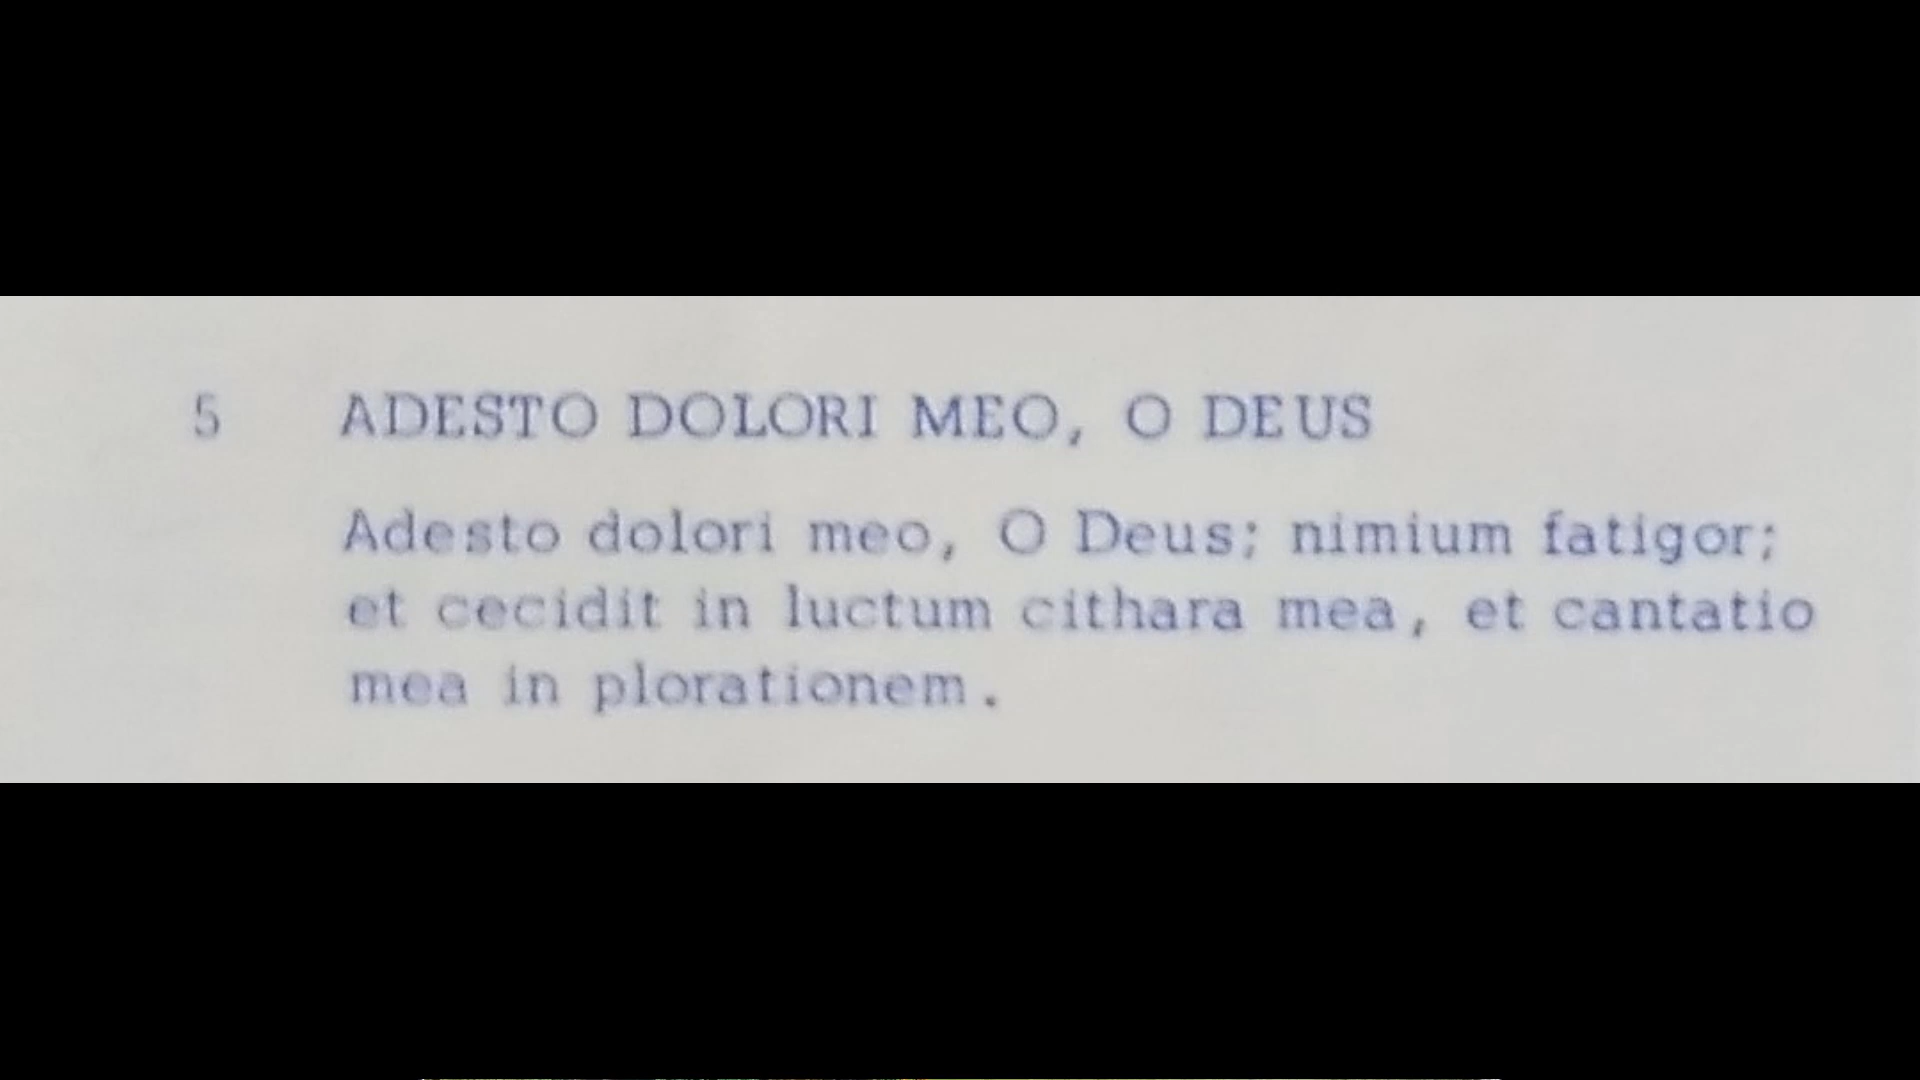 5 ADESTO DOLORI MEO, O DEUS
Adesto dolori meo, O Deus; nimium fatigor;
et cecidit in luctum cithara mea, et cantatio
mea in plorationem.